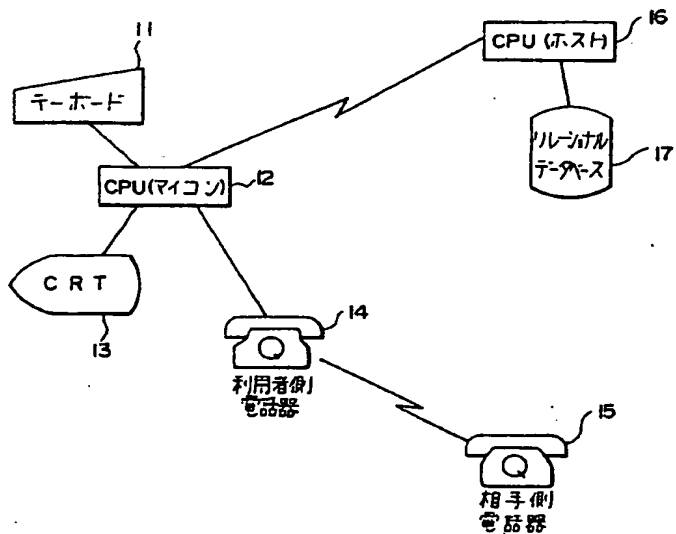 11
テーボード
CPU(マイコン)
12
CRT
13
14
利用者側
電話器
15
相手側
電話器
CPU(ホスト)
16
リレーショナル
データベース
17